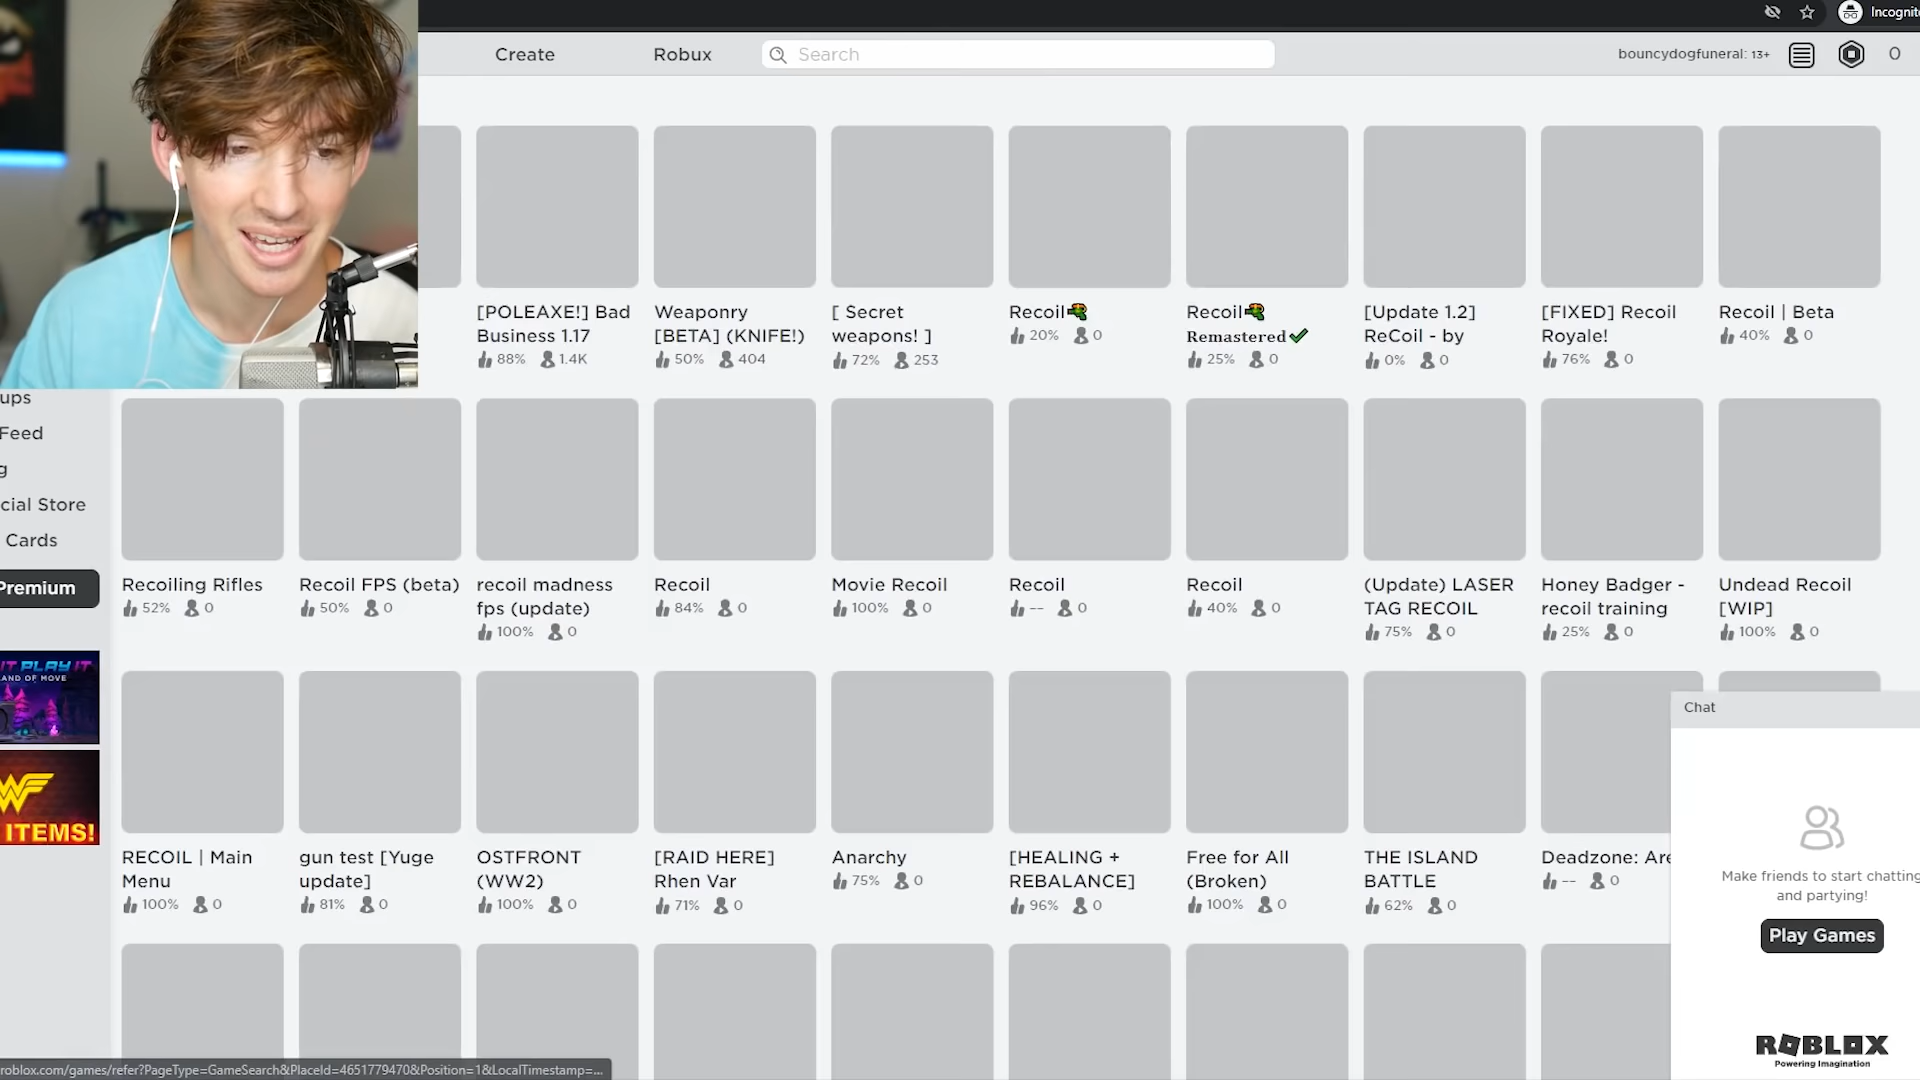 Incognit
Create
Robux
Search
bouncydogfuneral: 13+
0
[POLEAXE!] Bad
Business 1.17
88% 1.4K
Weaponry
[BETA] (KNIFE!)
50% 404
[ Secret
weapons! ]
72% 253
Recoil🔫
20% 0
Recoil🔫
Remastered✔
25% 0
[Update 1.2]
ReCoil - by
0% 0
[FIXED] Recoil
Royale!
76% 0
Recoil | Beta
40% 0
ups
Feed
g
cial Store
Cards
Premium
IT PLAY IT
LAND OF MOVE
ITEMS!
Recoiling Rifles
52% 0
Recoil FPS (beta)
50% 0
recoil madness
fps (update)
100% 0
Recoil
84% 0
Movie Recoil
100% 0
Recoil
-- 0
Recoil
40% 0
(Update) LASER
TAG RECOIL
75% 0
Honey Badger -
recoil training
25% 0
Undead Recoil
[WIP]
100% 0
RECOIL | Main
Menu
100% 0
gun test [Yuge
update]
81% 0
OSTFRONT
(WW2)
100% 0
[RAID HERE]
Rhen Var
71% 0
Anarchy
75% 0
[HEALING +
REBALANCE]
96% 0
Free for All
(Broken)
100% 0
THE ISLAND
BATTLE
62% 0
Deadzone: Are
-- 0
Chat
Make friends to start chatting
and partying!
Play Games
ROBLOX
Powering Imagination
roblox.com/games/refer?PageType=GameSearch&PlaceId=4651779470&Position=1&LocalTimestamp=...